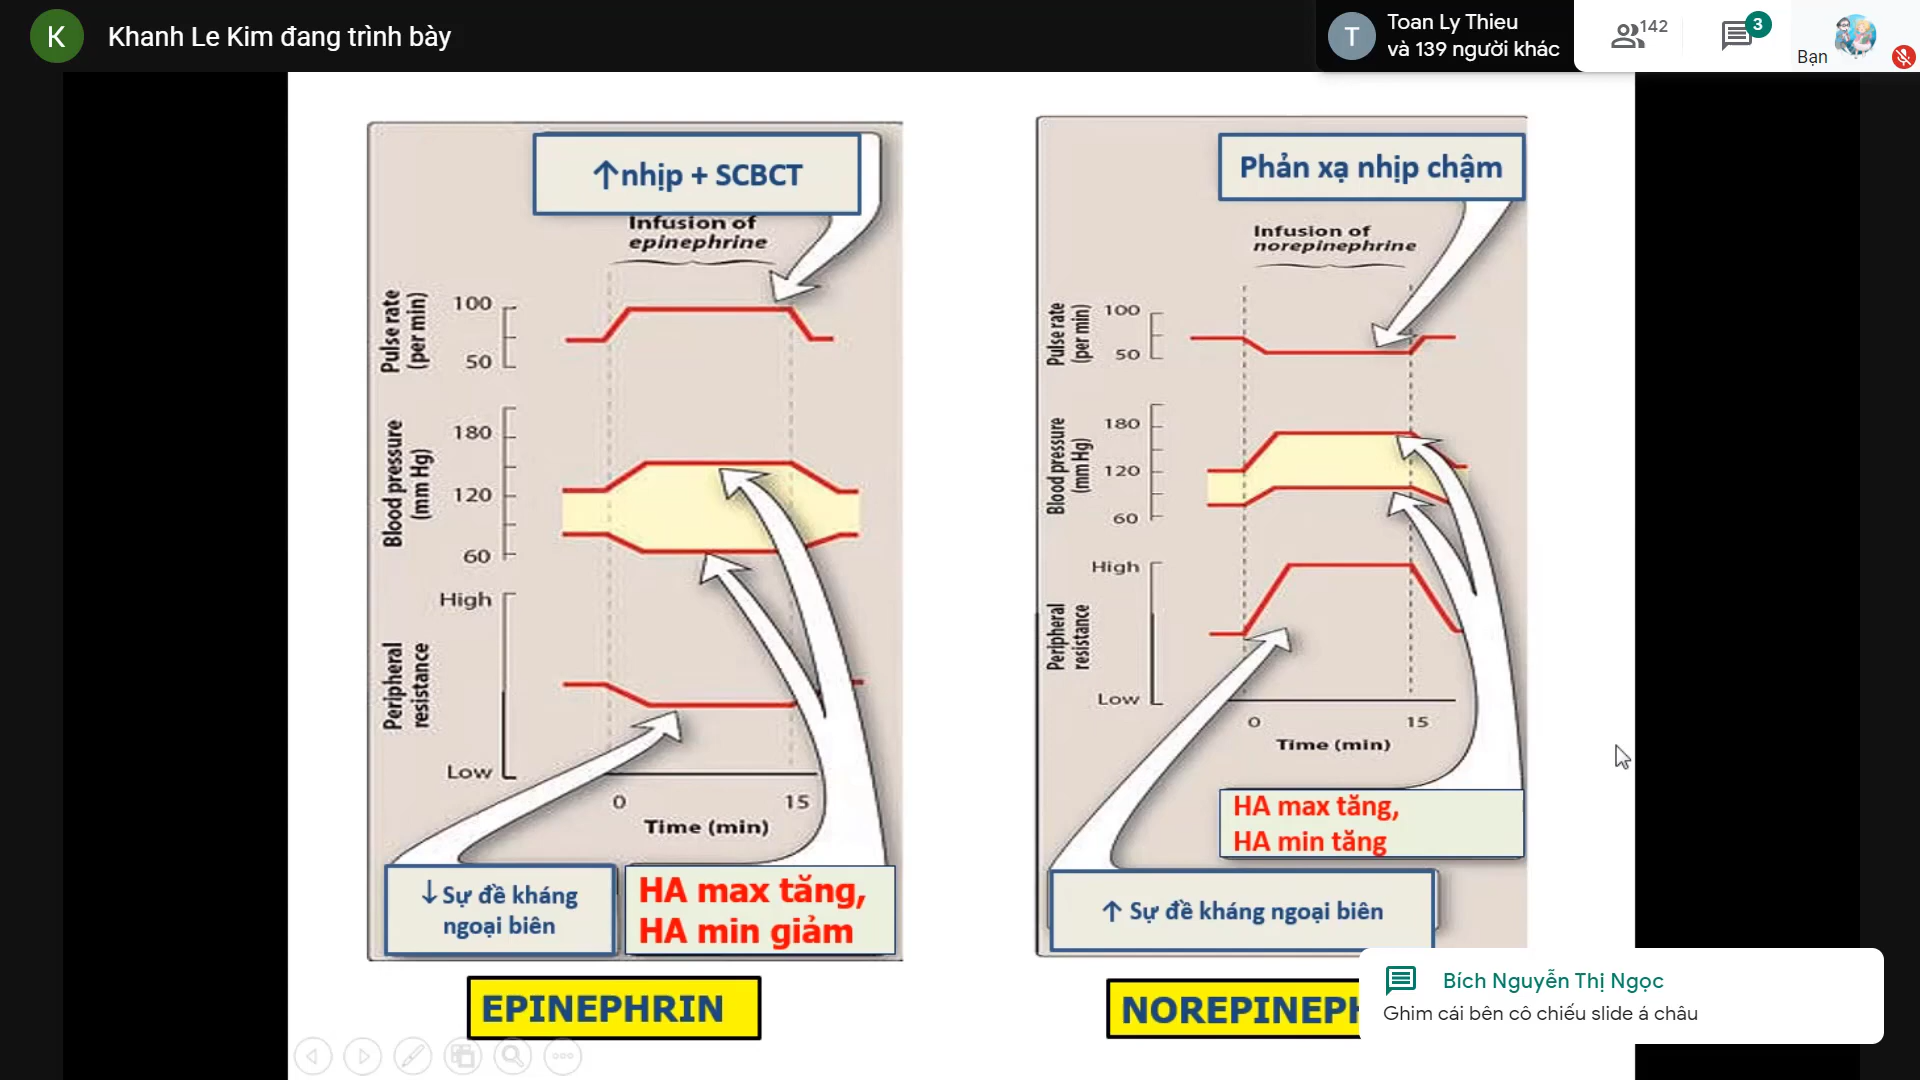 K
Khanh Le Kim đang trình bày
T
Toan Ly Thieu
và 139 người khác
142
3
Bạn
↑nhịp + SCBCT
Infusion of
epinephrine
Pulse rate
(per min)
100
50
Blood pressure
(mm Hg)
180
120
60
Peripheral
resistance
High
Low
0
15
Time (min)
↓Sự đề kháng
ngoại biên
HA max tăng,
HA min giảm
EPINEPHRIN
Phản xạ nhịp chậm
Infusion of
norepinephrine
Pulse rate
(per min)
100
50
Blood pressure
(mm Hg)
180
120
60
Peripheral
resistance
High
Low
0
15
Time (min)
HA max tăng,
HA min tăng
↑ Sự đề kháng ngoại biên
NOREPINEPH
Bích Nguyễn Thị Ngọc
Ghim cái bên cô chiếu slide á châu